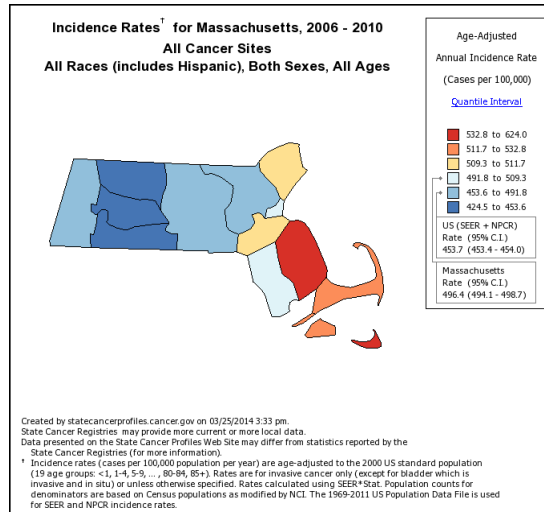 Incidence Rates† for Massachusetts, 2006 - 2010
All Cancer Sites
All Races (includes Hispanic), Both Sexes, All Ages
Age-Adjusted
Annual Incidence Rate
(Cases per 100,000)
Quantile Interval
532.8 to 624.0
511.7 to 532.8
509.3 to 511.7
491.8 to 509.3
453.6 to 491.8
424.5 to 453.6
US (SEER + NPCR)
Rate (95% C.I.)
453.7 (453.4 - 454.0)
Massachusetts
Rate (95% C.I.)
496.4 (494.1 - 498.7)
Created by statecancerprofiles.cancer.gov on 03/25/2014 3:33 pm.
State Cancer Registries may provide more current or more local data.
Data presented on the State Cancer Profiles Web Site may differ from statistics reported by the
State Cancer Registries (for more information).
† Incidence rates (cases per 100,000 population per year) are age-adjusted to the 2000 US standard population
(19 age groups: <1, 1-4, 5-9, ... , 80-84, 85+). Rates are for invasive cancer only (except for bladder which is
invasive and in situ) or unless otherwise specified. Rates calculated using SEER*Stat. Population counts for
denominators are based on Census populations as modified by NCI. The 1969-2011 US Population Data File is used
for SEER and NPCR incidence rates.